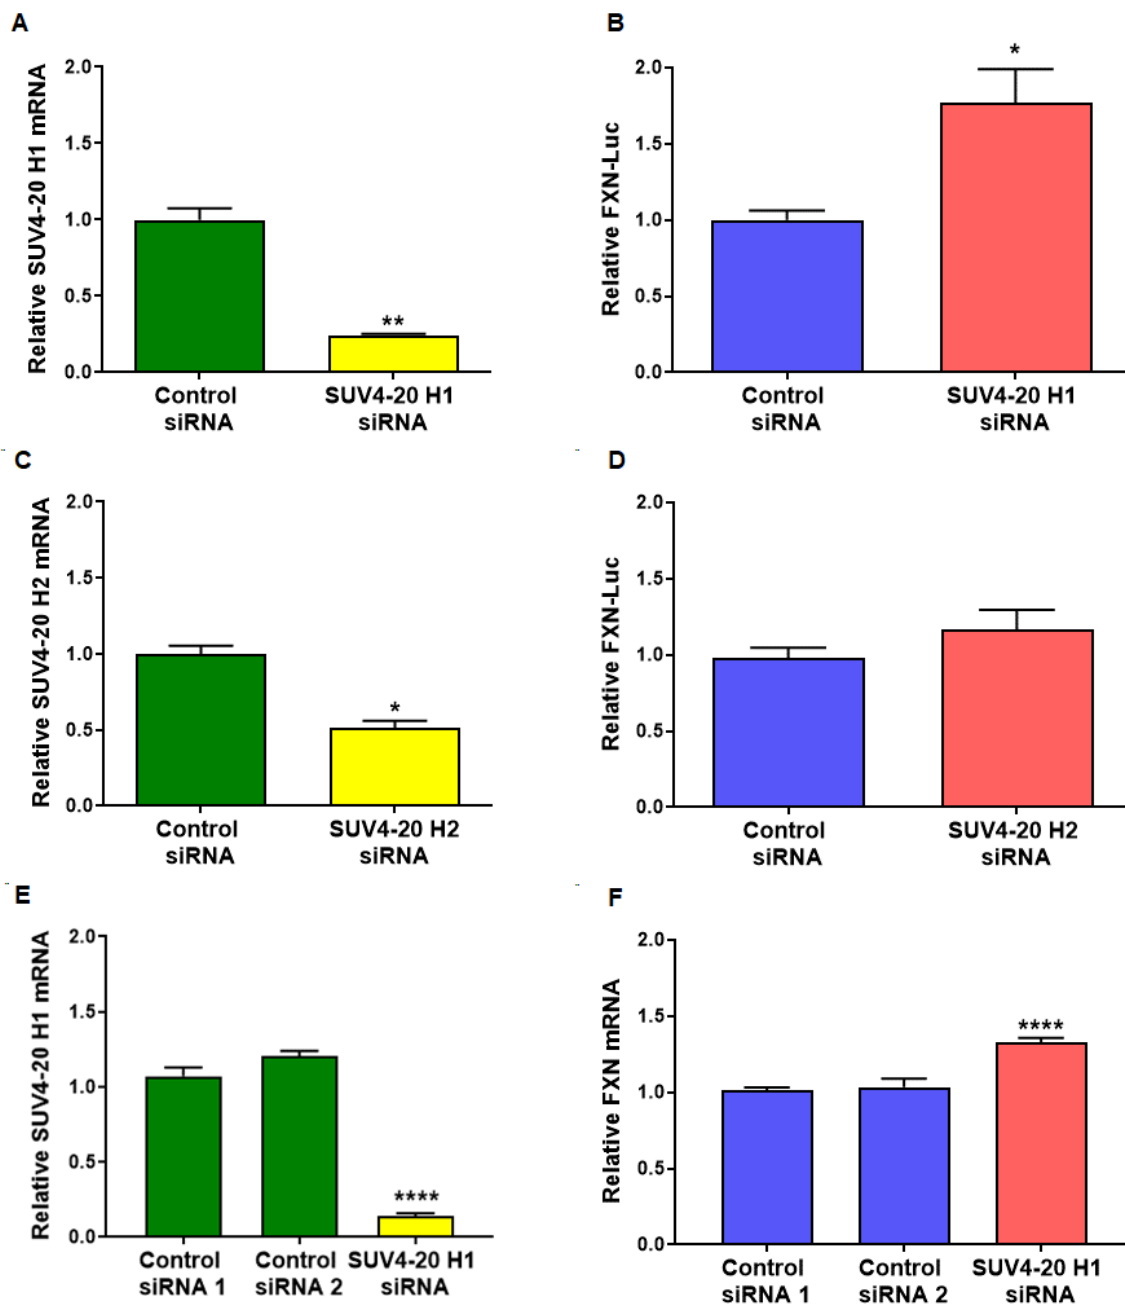 A
Relative SUV4-20 H1 mRNA
2.0
1.5
1.0
0.5
0.0
**
Control
siRNA
SUV4-20 H1
siRNA
B
Relative FXN-Luc
2.0
1.5
1.0
0.5
0.0
*
Control
siRNA
SUV4-20 H1
siRNA
C
Relative SUV4-20 H2 mRNA
2.0
1.5
1.0
0.5
0.0
*
Control
siRNA
SUV4-20 H2
siRNA
D
Relative FXN-Luc
2.0
1.5
1.0
0.5
0.0
Control
siRNA
SUV4-20 H2
siRNA
E
Relative SUV4-20 H1 mRNA
2.0
1.5
1.0
0.5
0.0
****
Control
siRNA 1
Control
siRNA 2
SUV4-20 H1
siRNA
F
Relative FXN mRNA
2.0
1.5
1.0
0.5
0.0
****
Control
siRNA 1
Control
siRNA 2
SUV4-20 H1
siRNA